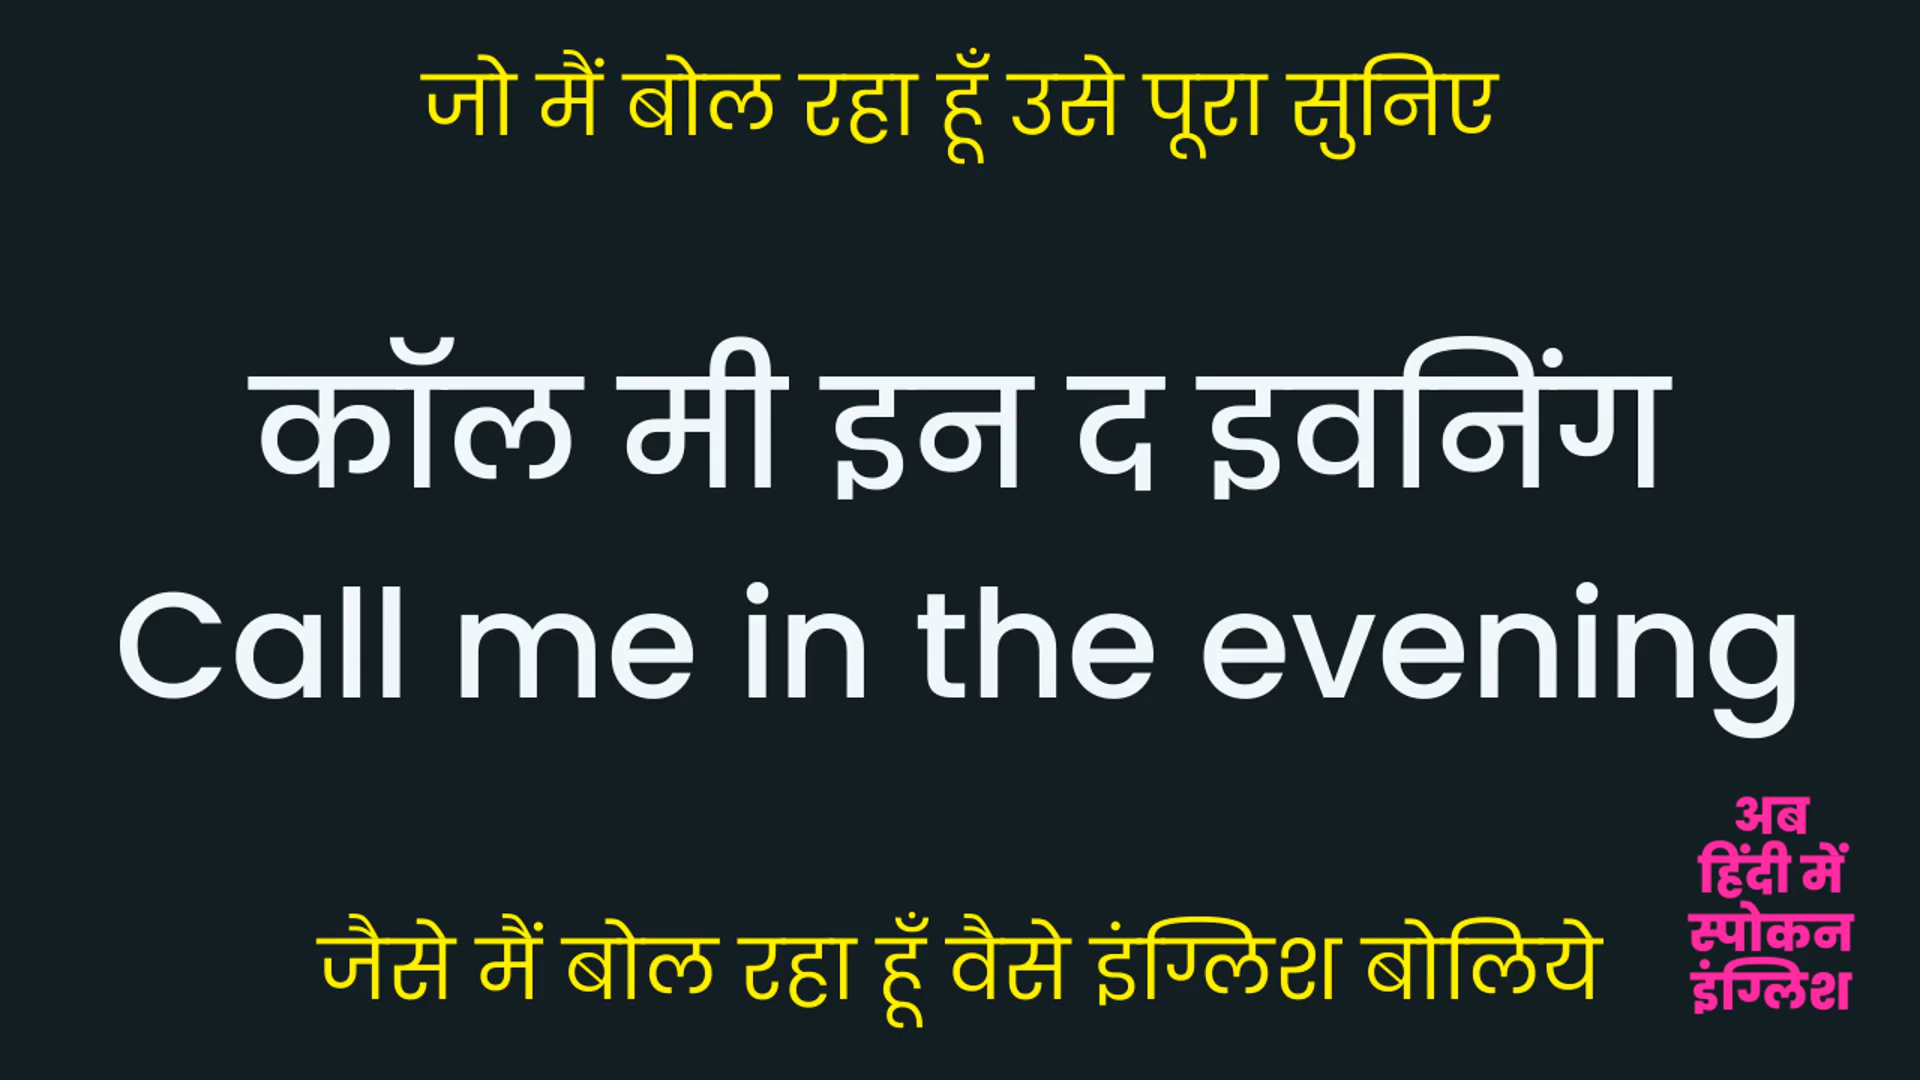 जो मैं बोल रहा हूँ उसे पूरा सुनिए
कॉल मी इन द इवनिंग
Call me in the evening
जैसे मैं बोल रहा हूँ वैसे इंग्लिश बोलिये
अब
हिंदी में
स्पोकन
इंग्लिश